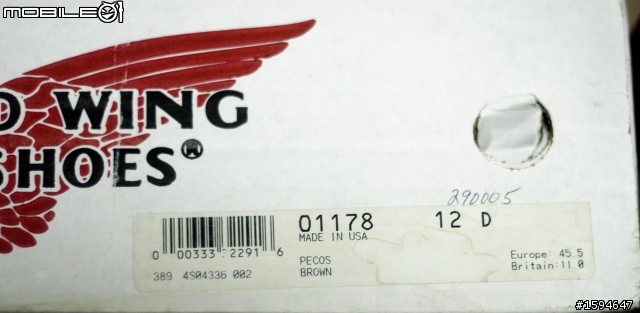 MOBILE01
D WING
SHOES®
290005
01178 12 D
MADE IN USA
0 00333 22291 6
PECOS
BROWN
Europe: 45.5
Britain: 11.0
389 4S04336 002
#1594647